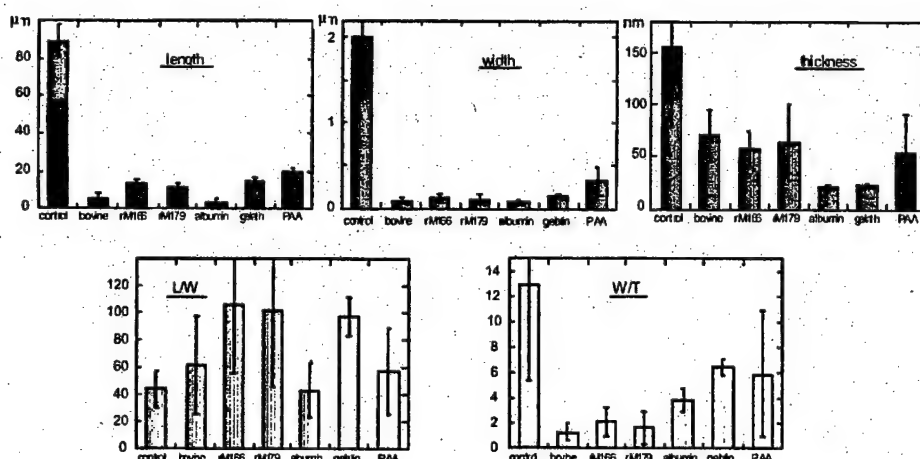 μm
length
80
60
40
20
0
control bovine rM166 rM179 albumin gelatin PAA
μm
width
2
1
0
control bovine rM166 rM179 albumin gelatin PAA
nm
thickness
150
100
50
control bovine rM166 rM179 albumin gelatin PAA
L/W
120
100
80
60
40
20
0
control bovine rM166 rM179 albumin gelatin PAA
W/T
14
12
10
8
6
4
2
0
control bovine rM166 rM179 albumin gelatin PAA